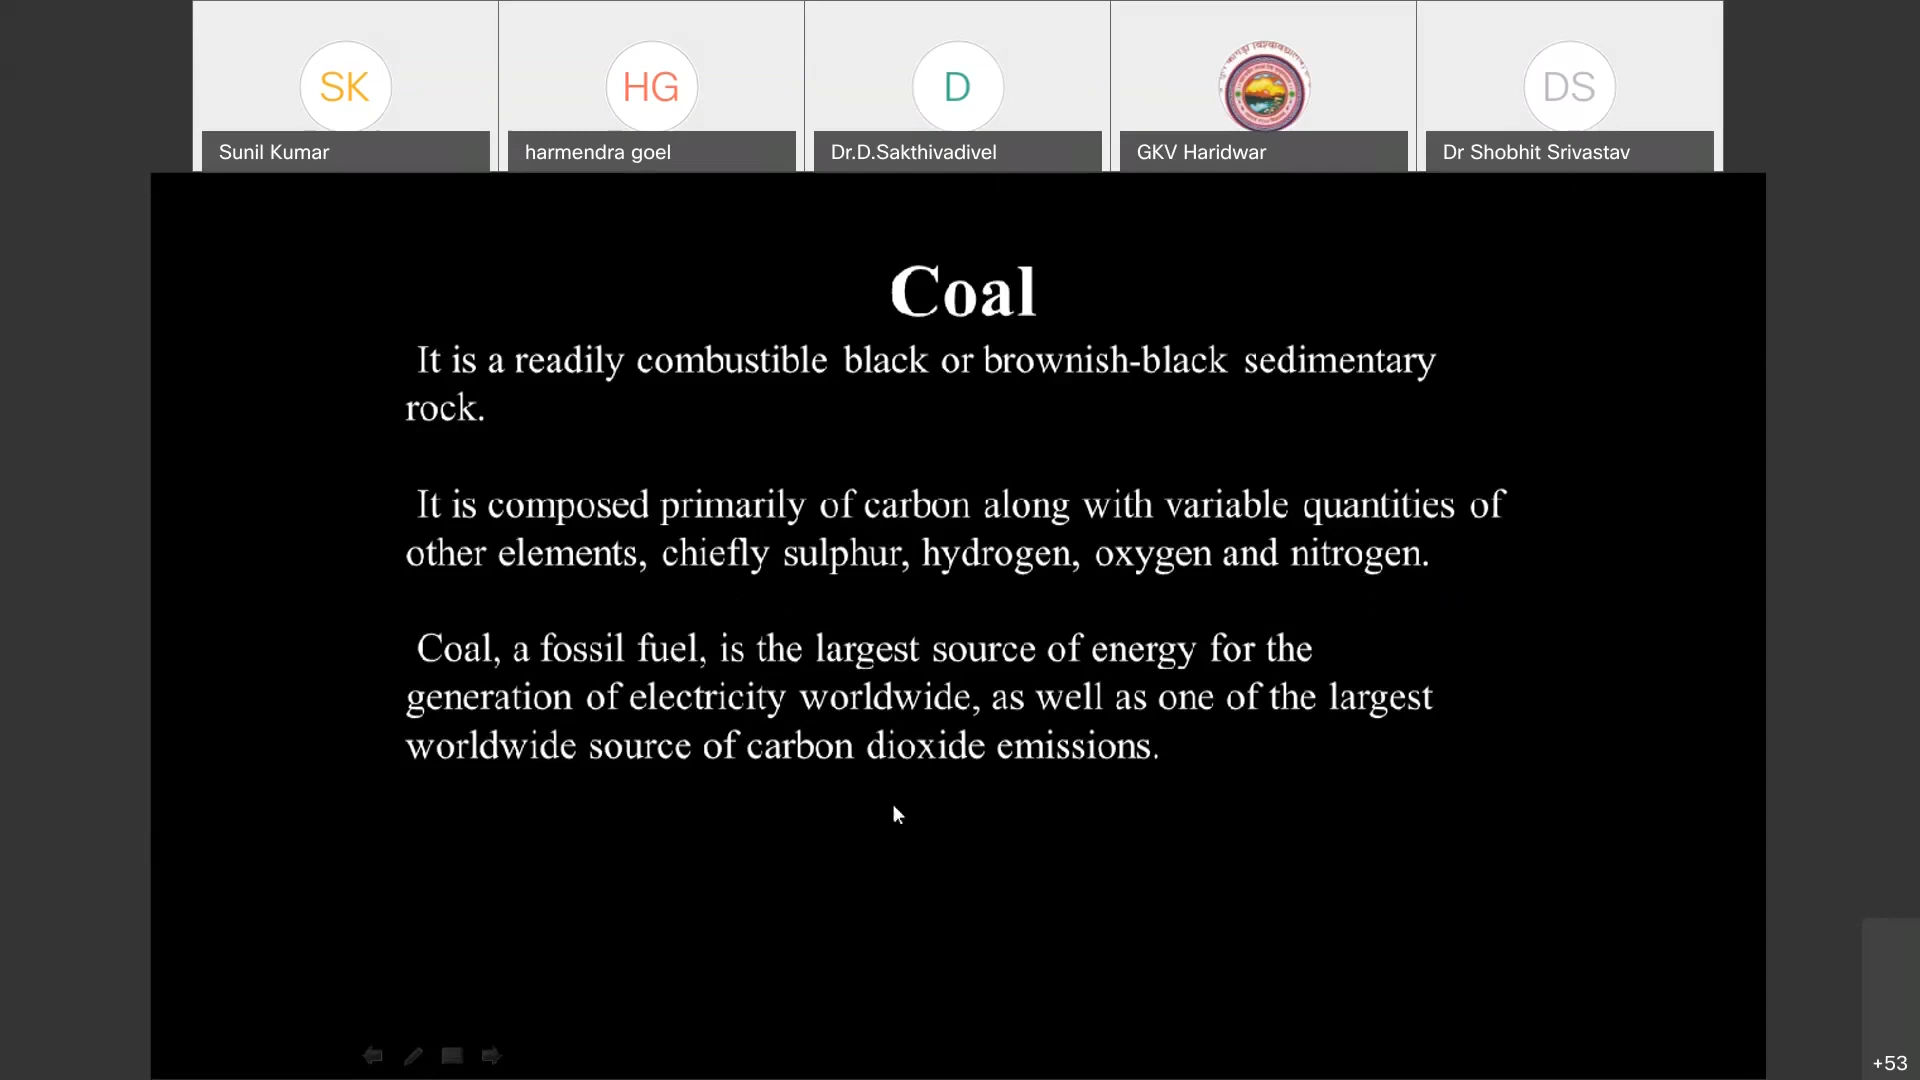 SK
HG
D
DS
Sunil Kumar
harmendra goel
Dr.D.Sakthivadivel
GKV Haridwar
Dr Shobhit Srivastav
Coal
It is a readily combustible black or brownish-black sedimentary
rock.
It is composed primarily of carbon along with variable quantities of
other elements, chiefly sulphur, hydrogen, oxygen and nitrogen.
Coal, a fossil fuel, is the largest source of energy for the
generation of electricity worldwide, as well as one of the largest
worldwide source of carbon dioxide emissions.
+53